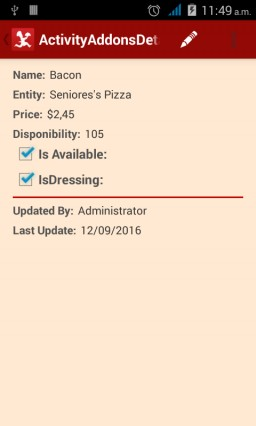 11:49 a.m.
ActivityAddonsDet
Name: Bacon
Entity: Seniores's Pizza
Price: $2,45
Disponibility: 105
Is Available:
IsDressing:
Updated By: Administrator
Last Update: 12/09/2016